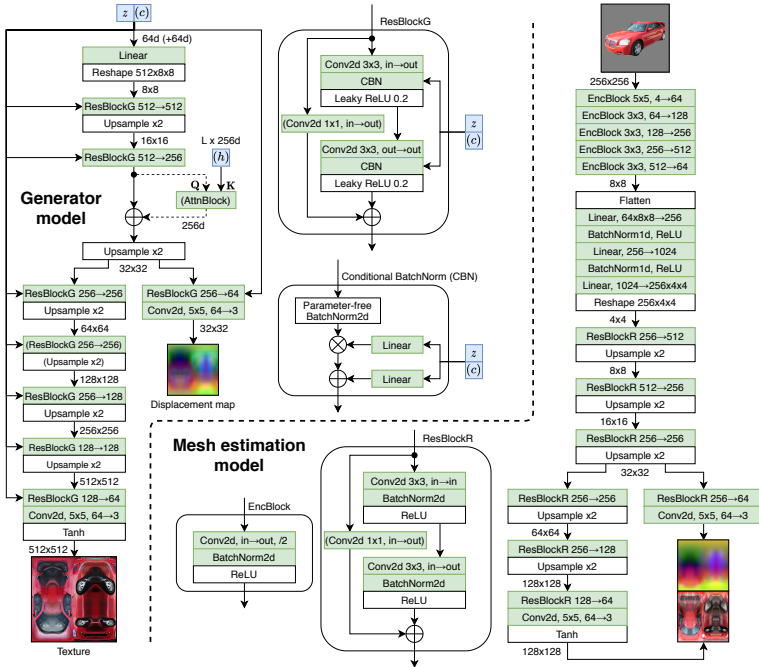 z (c)
64d (+64d)
Linear
Reshape 512x8x8
8x8
ResBlockG 512→512
Upsample x2
16x16
L x 256d
ResBlockG 512→256
(h)
Generator model
Q
K
(AttnBlock)
256d
Upsample x2
32x32
ResBlockG 256→256
Upsample x2
64x64
(ResBlockG 256→256)
(Upsample x2)
128x128
ResBlockG 256→128
Upsample x2
256x256
ResBlockG 128→128
Upsample x2
512x512
ResBlockG 128→64
Conv2d, 5x5, 64→3
Tanh
512x512
Texture
ResBlockG 256→64
Conv2d, 5x5, 64→3
32x32
Displacement map
ResBlockG
Conv2d 3x3, in→out
CBN
Leaky ReLU 0.2
(Conv2d 1x1, in→out)
Conv2d 3x3, out→out
CBN
Leaky ReLU 0.2
z
(c)
Conditional BatchNorm (CBN)
Parameter-free
BatchNorm2d
Linear
Linear
z
(c)
Mesh estimation
model
EncBlock
Conv2d, in→out, /2
BatchNorm2d
ReLU
ResBlockR
Conv2d 3x3, in→in
BatchNorm2d
ReLU
(Conv2d 1x1, in→out)
Conv2d 3x3, in→out
BatchNorm2d
ReLU
256x256
EncBlock 5x5, 4→64
EncBlock 3x3, 64→128
EncBlock 3x3, 128→256
EncBlock 3x3, 256→512
EncBlock 3x3, 512→64
8x8
Flatten
Linear, 64x8x8→256
BatchNorm1d, ReLU
Linear, 256→1024
BatchNorm1d, ReLU
Linear, 1024→256x4x4
Reshape 256x4x4
4x4
ResBlockR 256→512
Upsample x2
8x8
ResBlockR 512→256
Upsample x2
16x16
ResBlockR 256→256
Upsample x2
32x32
ResBlockR 256→256
Upsample x2
64x64
ResBlockR 256→128
Upsample x2
128x128
ResBlockR 128→64
Conv2d, 5x5, 64→3
Tanh
128x128
ResBlockR 256→64
Conv2d, 5x5, 64→3